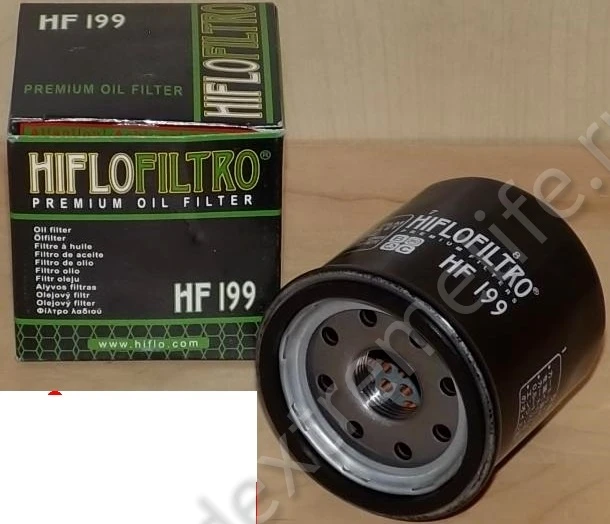 HF 199
PREMIUM OIL FILTER
HIFLOFILTRO
HIFLOFILTRO®
PREMIUM OIL FILTER
Oil filter
Ölfilter
Filtre à huile
Filtro de aceite
Filtro de olio
Filtro olio
Filtr oleju
Alyvos filtras
Olejový filtr
Olejový filter
Φίλτρο λαδιού
HF 199
www.hiflo.com
HIFLOFILTRO®
PREMIUM FILTERS
HF 199